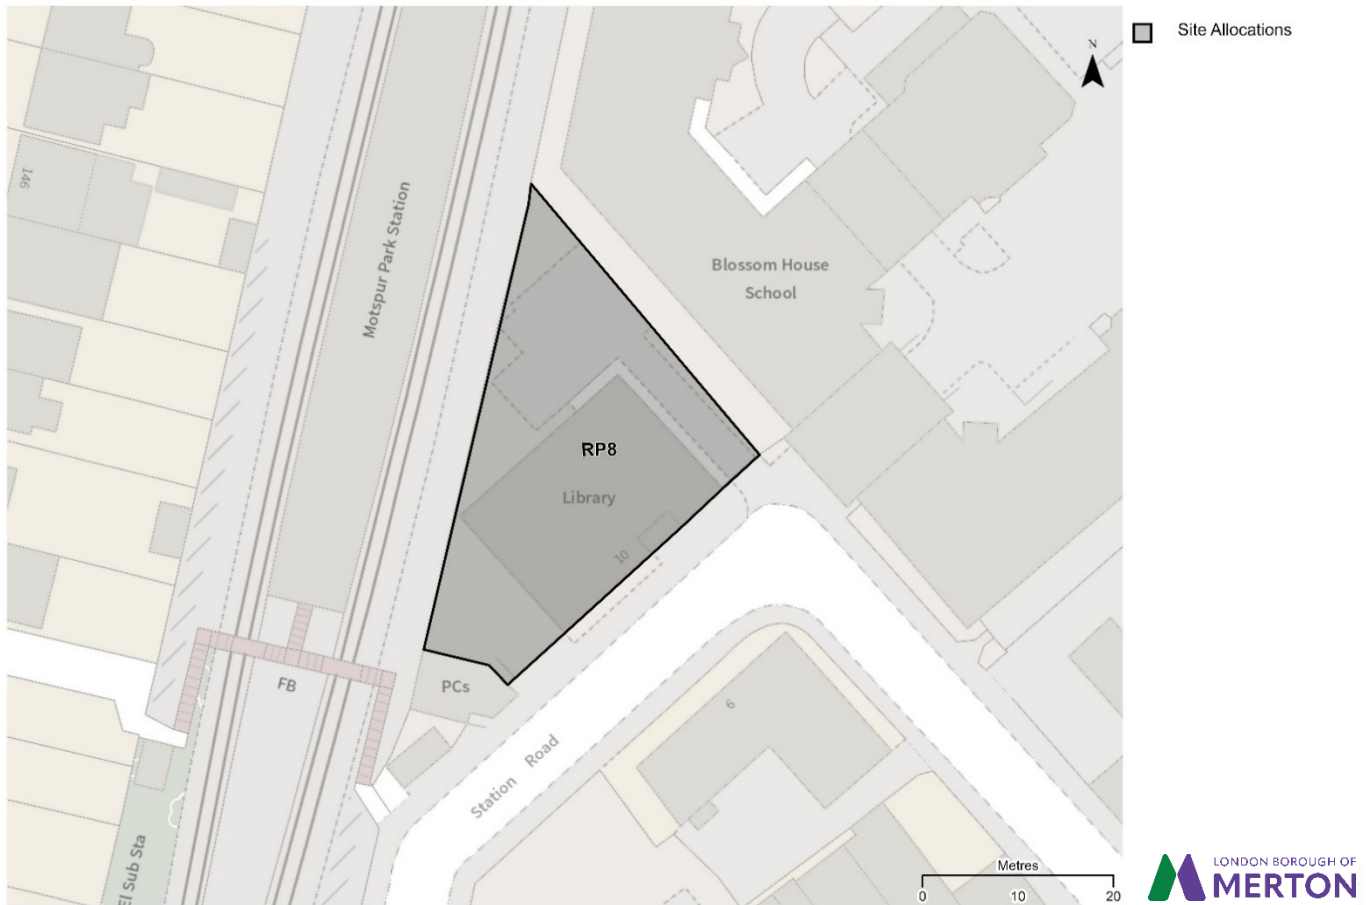 Site Allocations
N
146
Motspur Park Station
Blossom House
School
RP8
Library
10
FB
PCs
6
Station Road
El Sub Sta
Metres
0 10 20
LONDON BOROUGH OF
MERTON